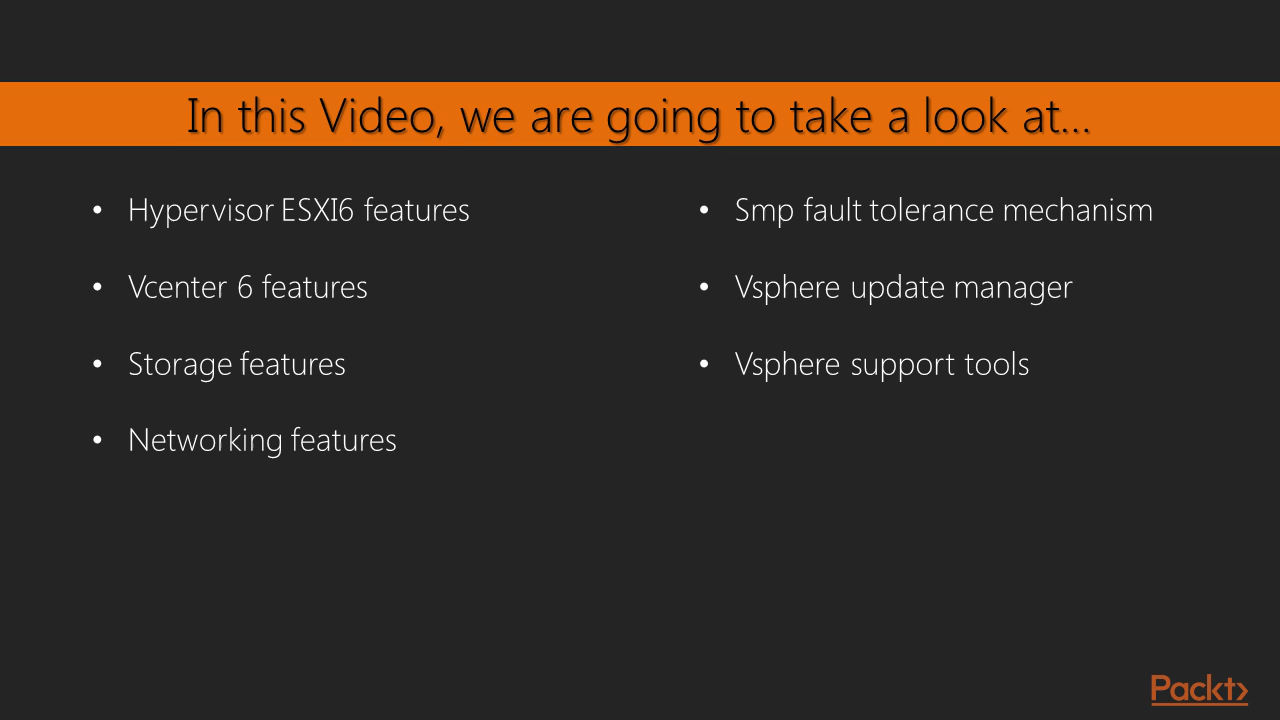 In this Video, we are going to take a look at...
• Hypervisor ESXI6 features
• Vcenter 6 features
• Storage features
• Networking features
• Smp fault tolerance mechanism
• Vsphere update manager
• Vsphere support tools
Packt>